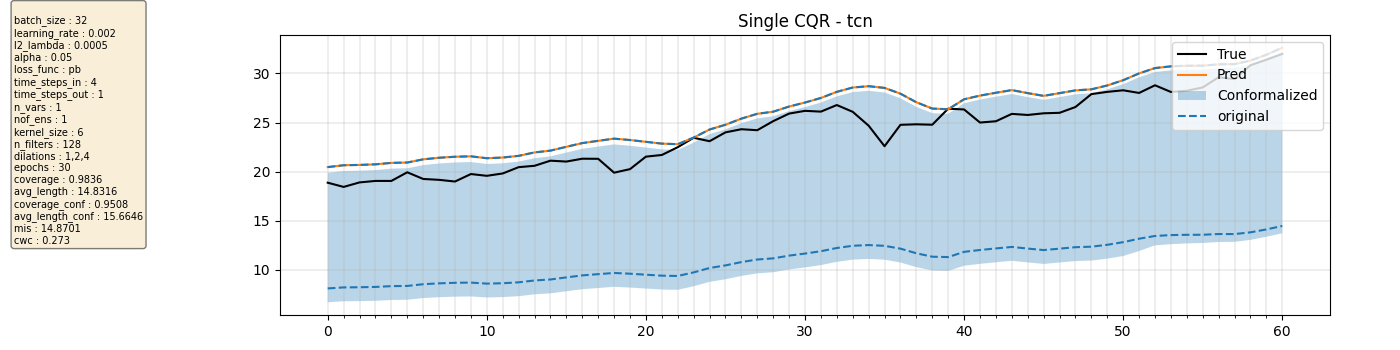 batch_size : 32
learning_rate : 0.002
l2_lambda : 0.0005
alpha : 0.05
loss_func : pb
time_steps_in : 4
time_steps_out : 1
n_vars : 1
nof_ens : 1
kernel_size : 6
n_filters : 128
dilations : 1,2,4
epochs : 30
coverage : 0.9836
avg_length : 14.8316
coverage_conf : 0.9508
avg_length_conf : 15.6646
mis : 14.8701
cwc : 0.273
Single CQR - tcn
True
Pred
Conformalized
original
30
25
20
15
10
0 10 20 30 40 50 60